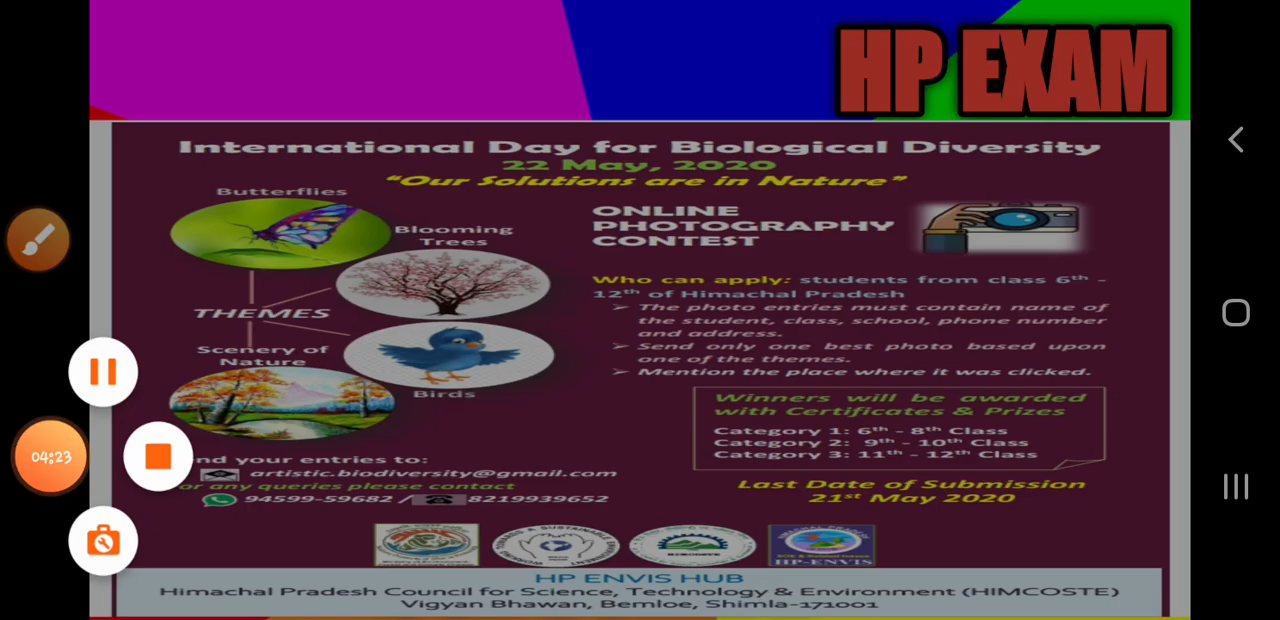 HP EXAM
International Day for Biological Diversity
22 May, 2020
“Our Solutions are in Nature”
Butterflies
Blooming
Trees
THEMES
Scenery of
Nature
Birds
ONLINE
PHOTOGRAPHY
CONTEST
Who can apply: students from class 6th -
12th of Himachal Pradesh
➢ The photo entries must contain name of
the student, class, school, phone number
and address.
➢ Send only one best photo based upon
one of the themes.
➢ Mention the place where it was clicked.
Winners will be awarded
with Certificates & Prizes
Category 1: 6th - 8th Class
Category 2: 9th - 10th Class
Category 3: 11th - 12th Class
Last Date of Submission
21st May 2020
04:23
nd your entries to:
artistic.biodiversity@gmail.com
or any queries please contact
94599-59682 / 8219939652
HIMCOSTE
HP-ENVIS
HP ENVIS HUB
Himachal Pradesh Council for Science, Technology & Environment (HIMCOSTE)
Vigyan Bhawan, Bemloe, Shimla-171001